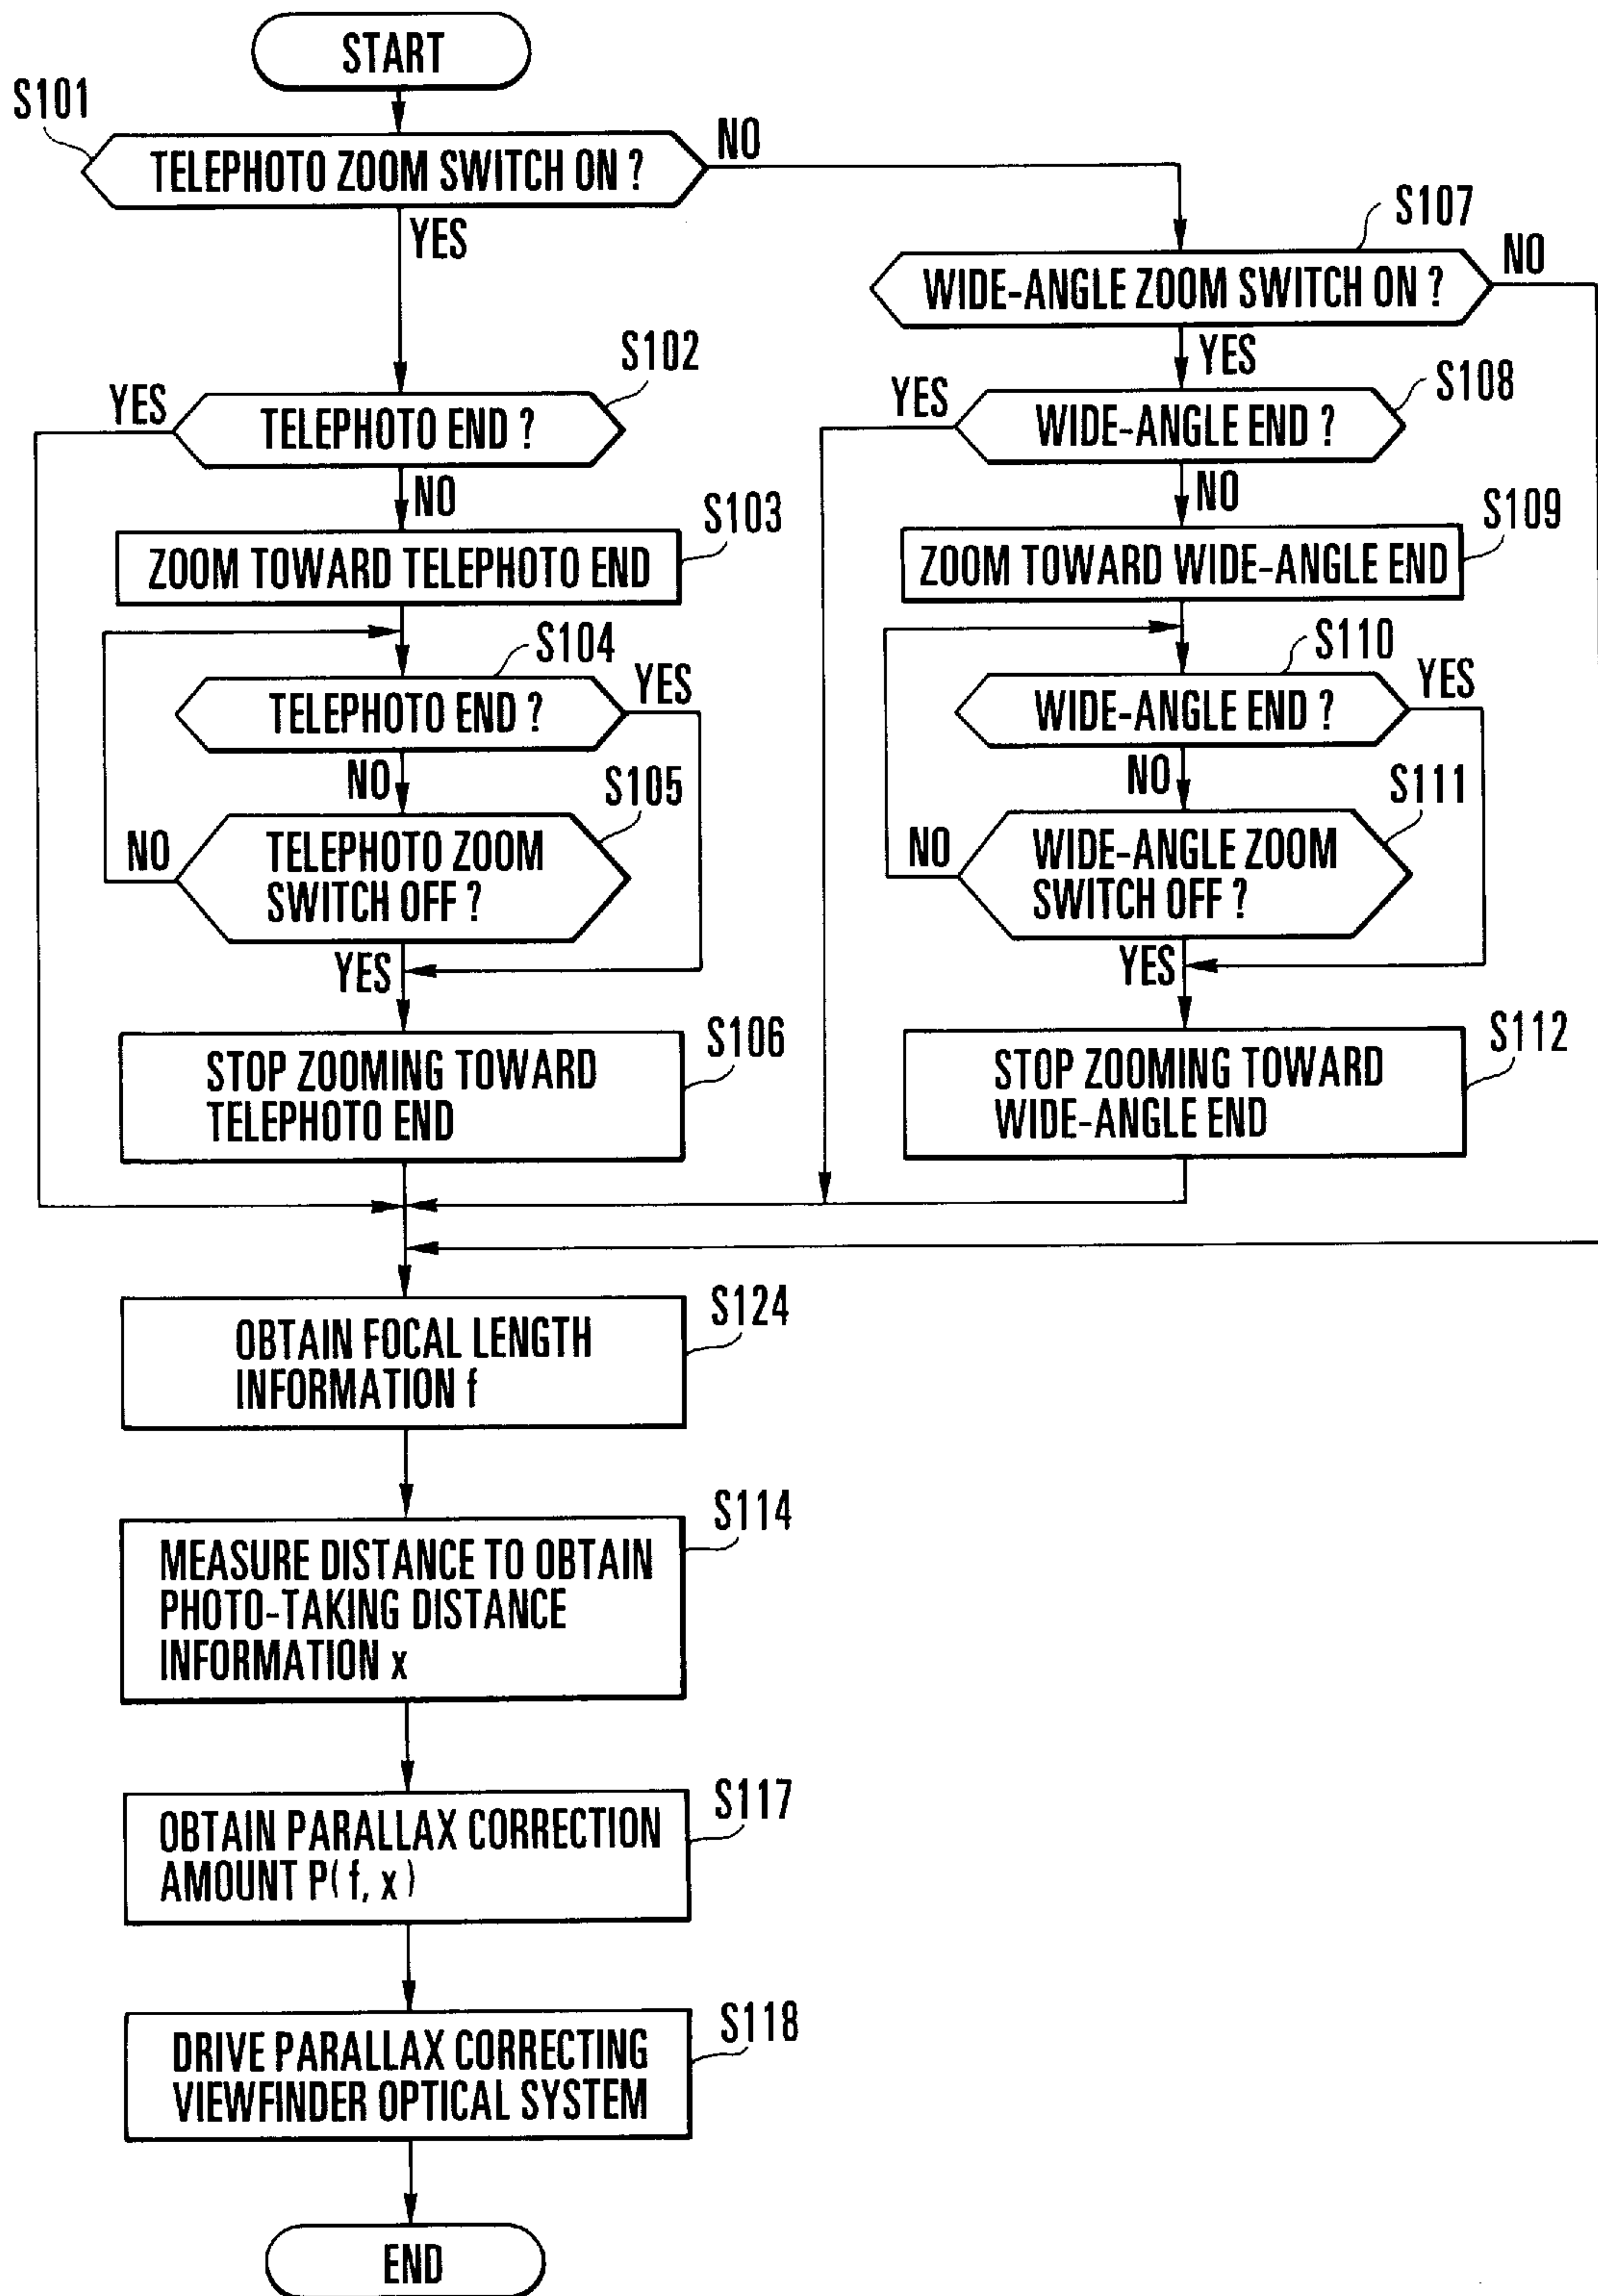 START
S101
TELEPHOTO ZOOM SWITCH ON ?
NO
YES
S107
WIDE-ANGLE ZOOM SWITCH ON ?
NO
YES
S102
TELEPHOTO END ?
YES
NO
S108
WIDE-ANGLE END ?
YES
NO
S103
ZOOM TOWARD TELEPHOTO END
S109
ZOOM TOWARD WIDE-ANGLE END
S104
TELEPHOTO END ?
YES
NO
S110
WIDE-ANGLE END ?
YES
NO
S105
TELEPHOTO ZOOM
SWITCH OFF ?
NO
YES
S111
WIDE-ANGLE ZOOM
SWITCH OFF ?
NO
YES
S106
STOP ZOOMING TOWARD
TELEPHOTO END
S112
STOP ZOOMING TOWARD
WIDE-ANGLE END
S124
OBTAIN FOCAL LENGTH
INFORMATION f
S114
MEASURE DISTANCE TO OBTAIN
PHOTO-TAKING DISTANCE
INFORMATION x
S117
OBTAIN PARALLAX CORRECTION
AMOUNT P( f, x )
S118
DRIVE PARALLAX CORRECTING
VIEWFINDER OPTICAL SYSTEM
END